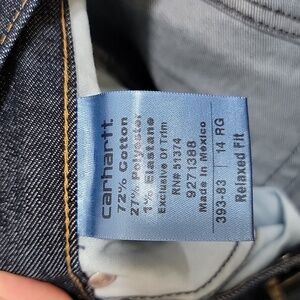 carhartt
72% Cotton
27% Polyester
1% Elastane
Exclusive Of Trim
RN# 51374
9271388
Made In Mexico
393-83 | 14 RG
Relaxed Fit